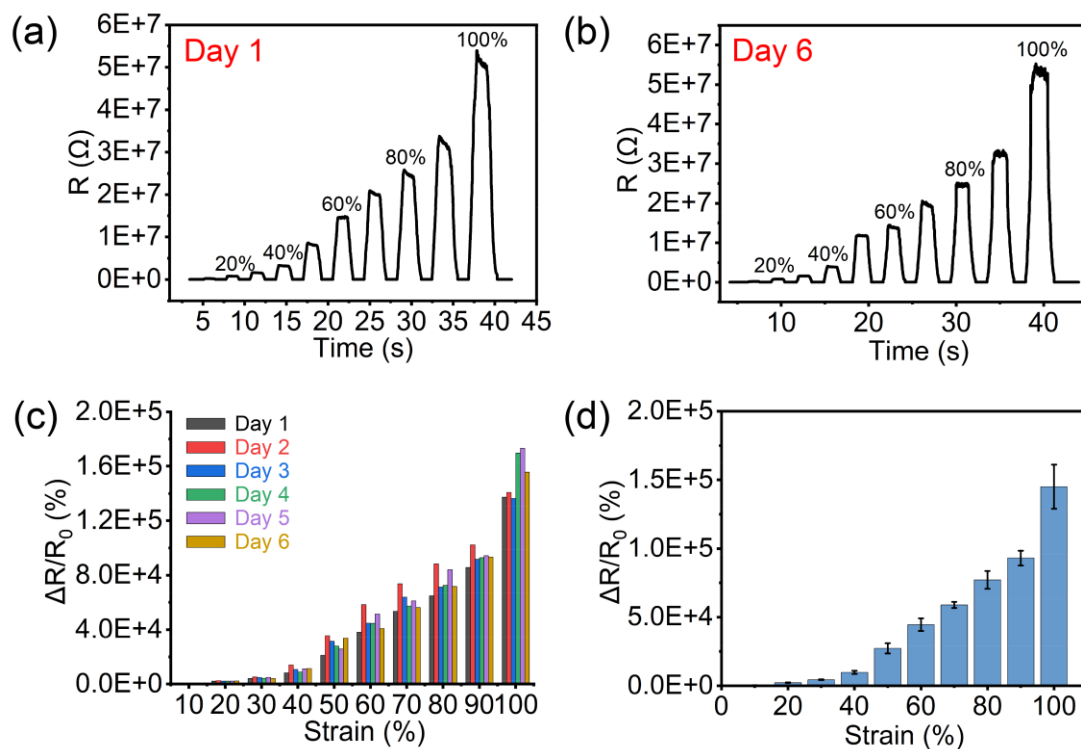 (a)
Day 1
6E+7
5E+7
4E+7
3E+7
2E+7
1E+7
0E+0
R (Ω)
20%
40%
60%
80%
100%
5 10 15 20 25 30 35 40 45
Time (s)
(b)
Day 6
6E+7
5E+7
4E+7
3E+7
2E+7
1E+7
0E+0
R (Ω)
20%
40%
60%
80%
100%
10 20 30 40
Time (s)
(c)
2.0E+5
1.6E+5
1.2E+5
8.0E+4
4.0E+4
0.0E+0
ΔR/R₀ (%)
Day 1
Day 2
Day 3
Day 4
Day 5
Day 6
10 20 30 40 50 60 70 80 90 100
Strain (%)
(d)
2.0E+5
1.5E+5
1.0E+5
5.0E+4
0.0E+0
ΔR/R₀ (%)
0 20 40 60 80 100
Strain (%)